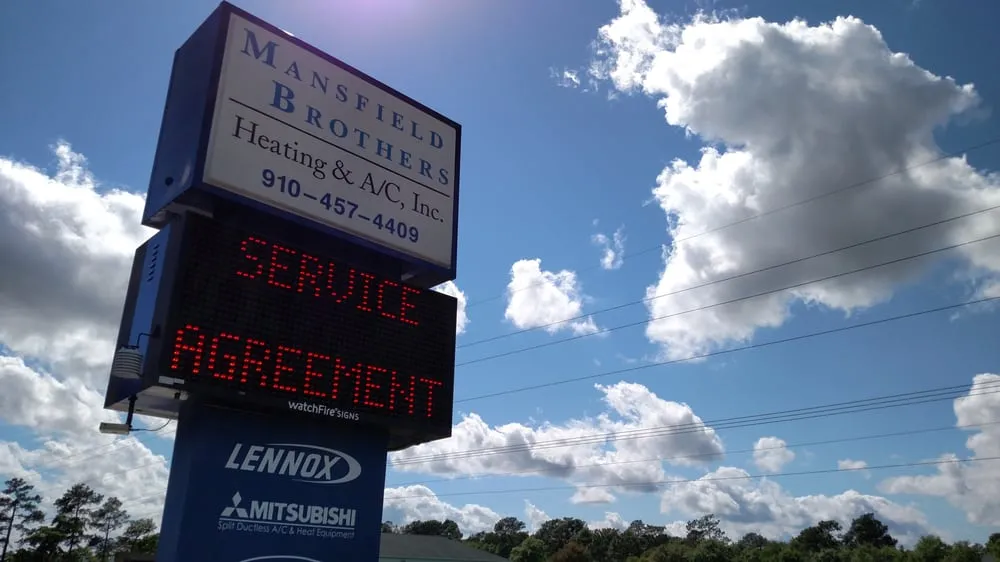 MANSFIELD
BROTHERS
Heating & A/C, Inc.
910-457-4409
SERVICE
AGREEMENT
watchFire SIGNS
LENNOX
MITSUBISHI
Split Ductless A/C & Heat Equipment